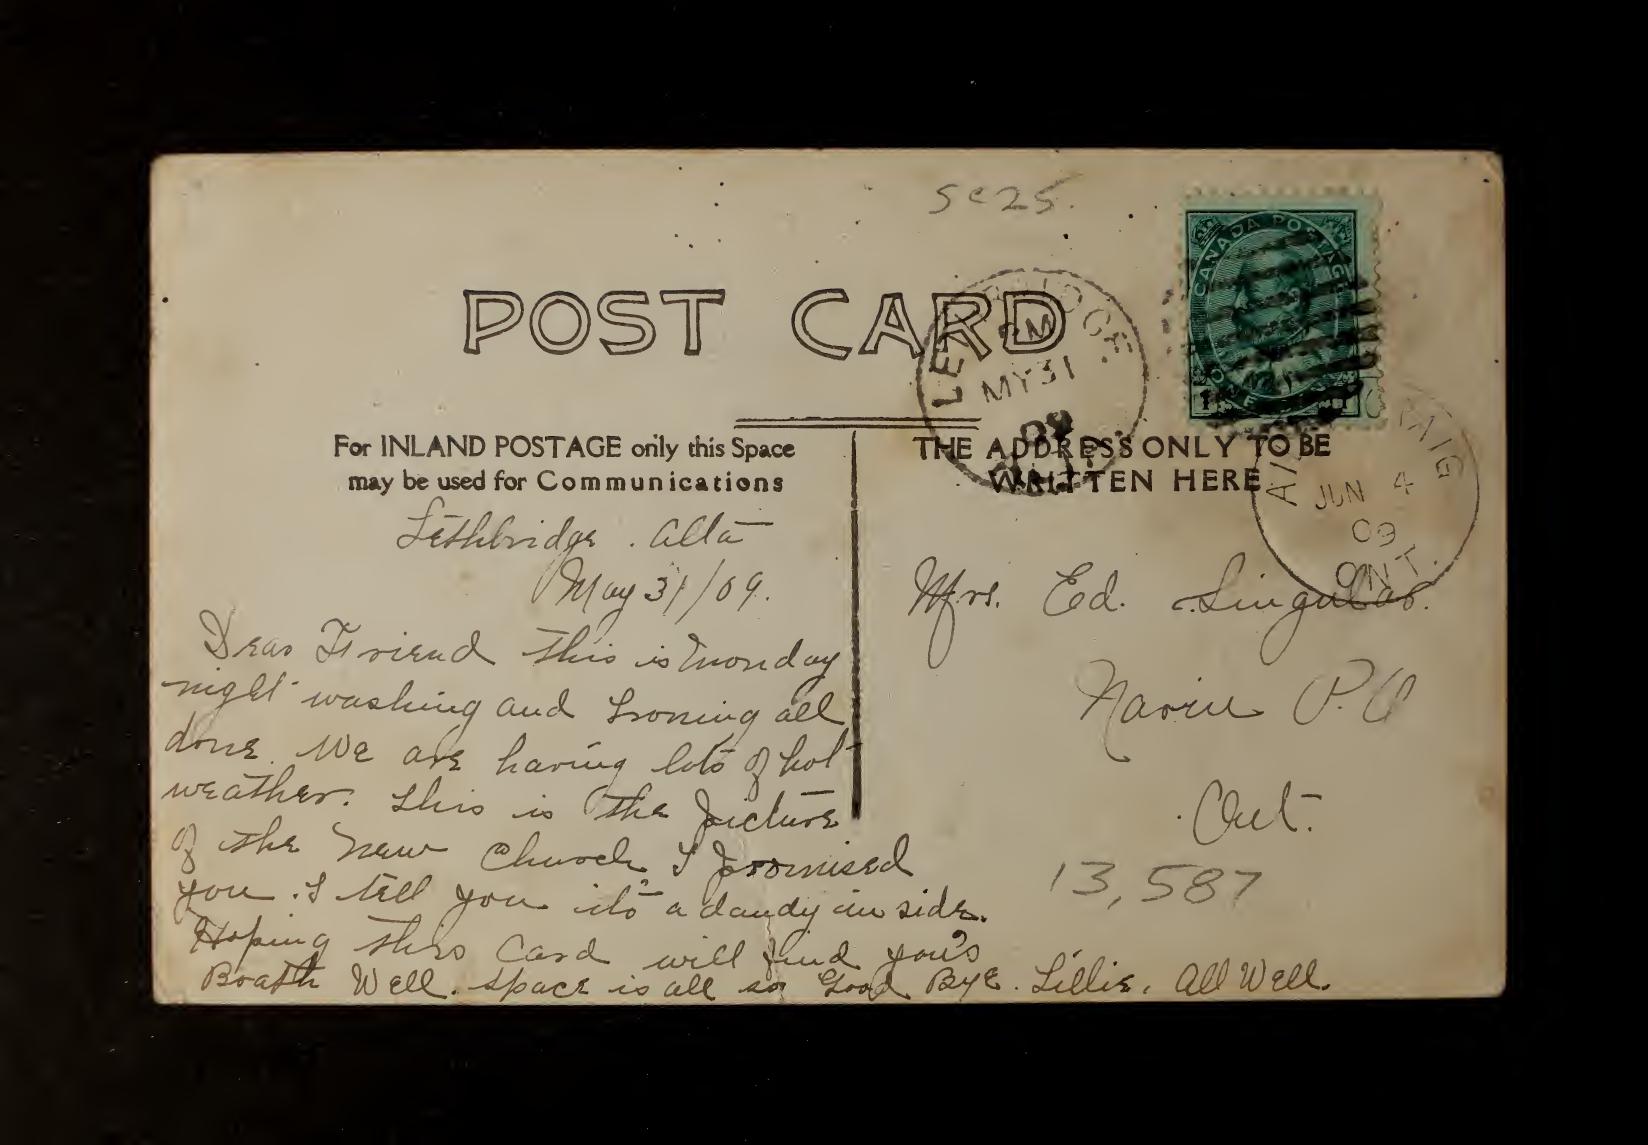 5c25.
CANADA POSTAGE
POST CARD
LETHBRIDGE
PM
MY 31
09
For INLAND POSTAGE only this Space
may be used for Communications
THE ADDRESS ONLY TO BE
WRITTEN HERE
AILSA CRAIG
JUN 4
09
ONT.
Lethbridge. Alta
May 31/09.
Dear Friend this is Monday
night washing and Ironing all
done. We are having lots of hot
weather. This is the picture
of the New Church I promised
you. I tell you its a dandy in side.
Hoping this Card will find you's
Boath Well. space is all so Good Bye. Lillie. All Well.
Mrs. Ed. Singular.
Nairn P.O
Ont.
13,587